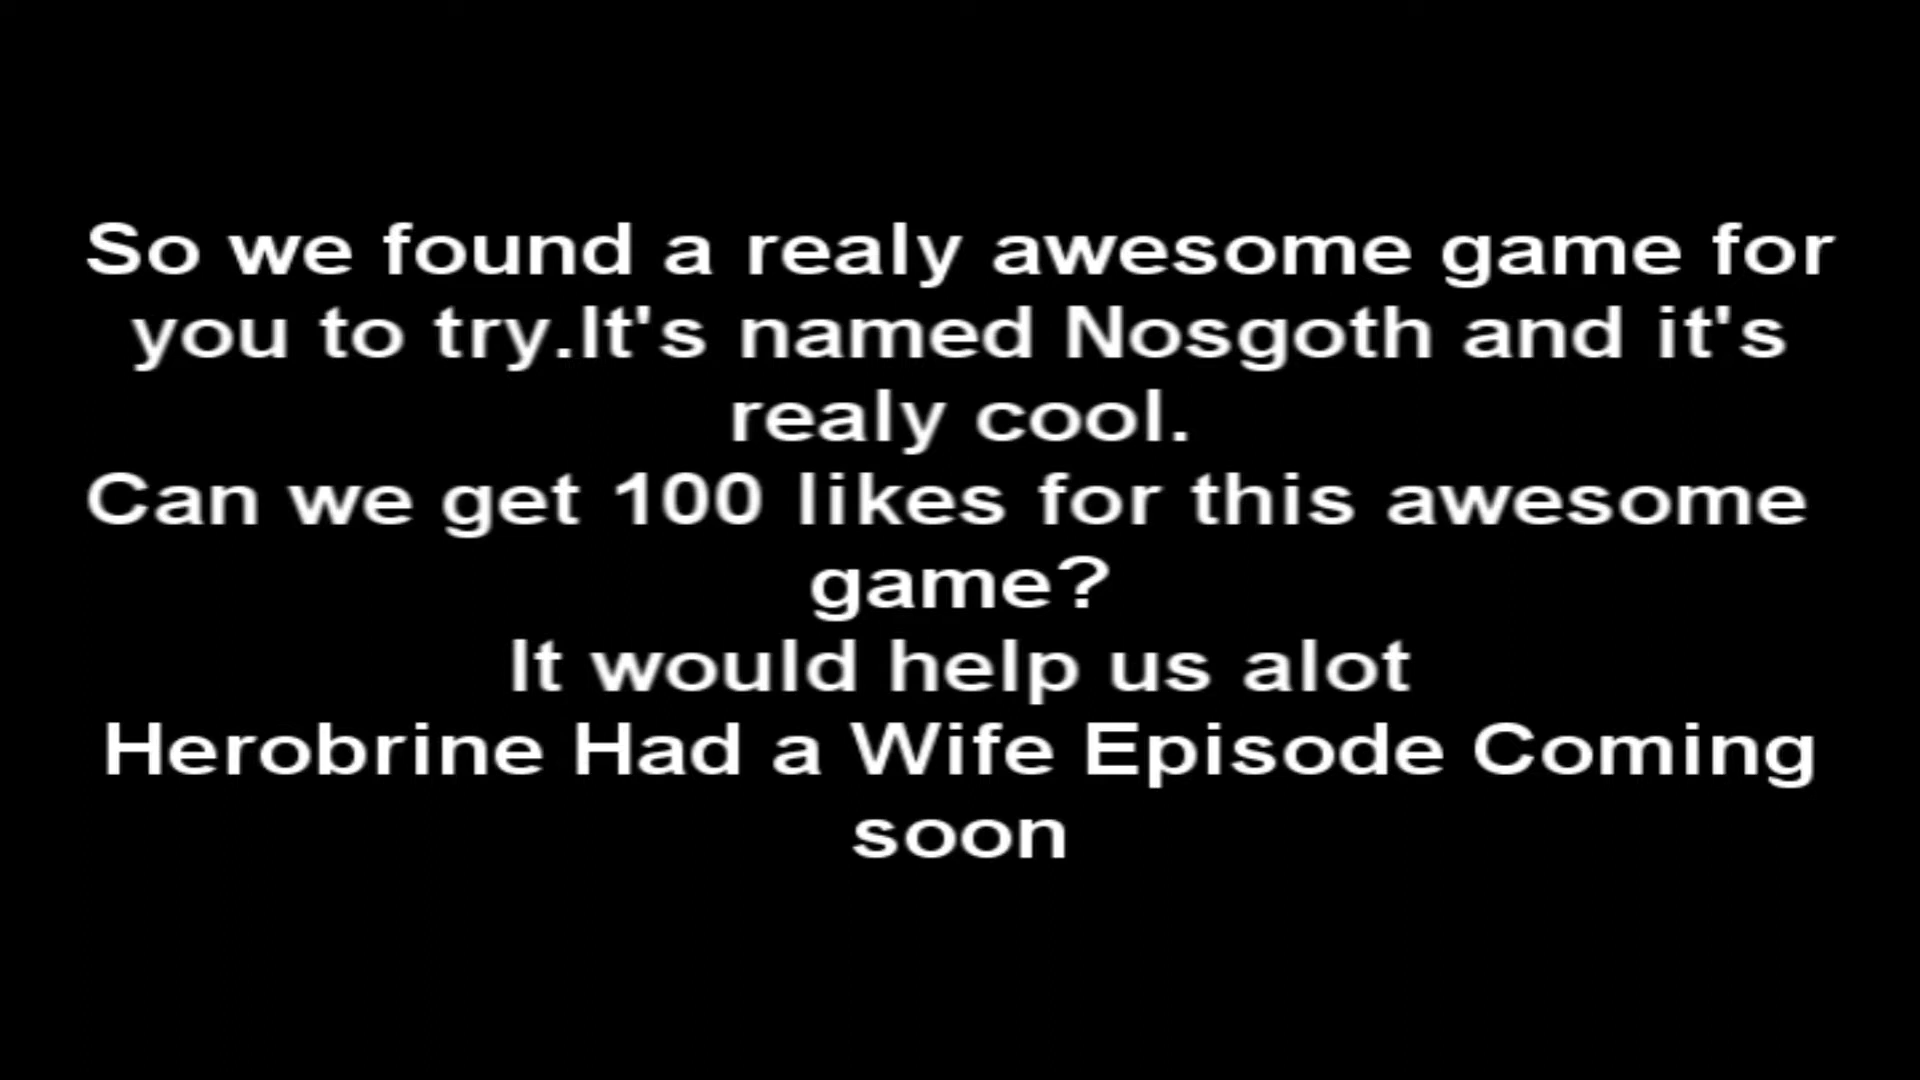 So we found a realy awesome game for
you to try.It's named Nosgoth and it's
realy cool.
Can we get 100 likes for this awesome
game?
It would help us alot
Herobrine Had a Wife Episode Coming
soon